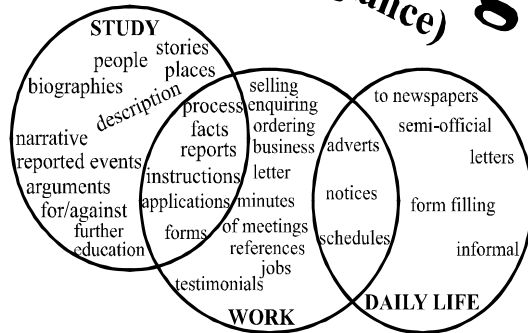 ance)
g
STUDY
stories
people
places
biographies
description
narrative
reported events
arguments
for/against
further
education
process
facts
reports
instructions
applications
forms
selling
enquiring
ordering
business
letter
minutes
of meetings
references
jobs
testimonials
WORK
adverts
notices
schedules
to newspapers
semi-official
letters
form filling
informal
DAILY LIFE